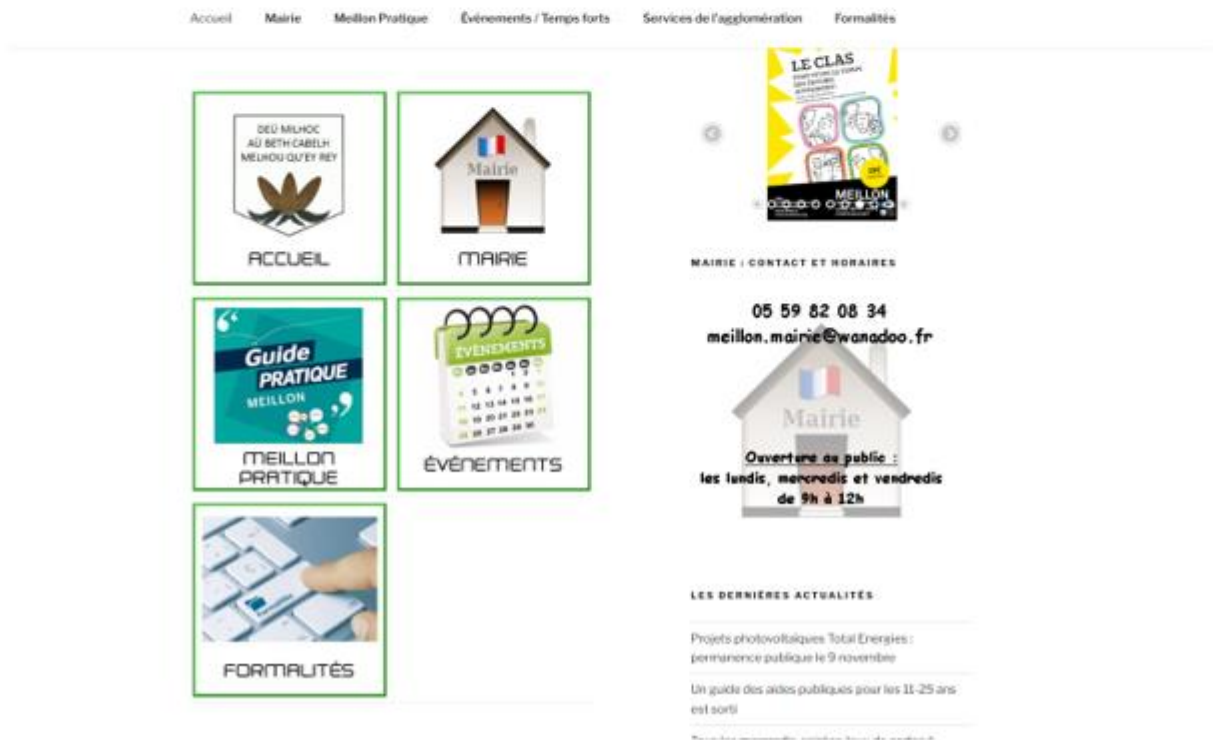 Accueil Mairie Meillon Pratique Événements / Temps forts Services de l'agglomération Formalités
DEÜ MILHOC
AÜ BETH CABELH
MELHOU QU'EY REY
ACCUEIL
Mairie
MAIRIE
Guide
PRATIQUE
MEILLON
MEILLON
PRATIQUE
ÉVÉNEMENTS
ÉVÉNEMENTS
FORMALITÉS
LE CLAS
MEILLON
MAIRIE : CONTACT ET HORAIRES
05 59 82 08 34
meillon.mairie@wanadoo.fr
Mairie
Ouverture au public :
les lundis, mercredis et vendredis
de 9h à 12h
LES DERNIÈRES ACTUALITÉS
Projets photovoltaïques Total Energies :
permanence publique le 9 novembre
Un guide des aides publiques pour les 11-25 ans
est sorti